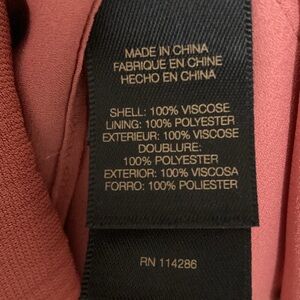 MADE IN CHINA
FABRIQUE EN CHINE
HECHO EN CHINA
SHELL: 100% VISCOSE
LINING: 100% POLYESTER
EXTERIEUR: 100% VISCOSE
DOUBLURE:
100% POLYESTER
EXTERIOR: 100% VISCOSA
FORRO: 100% POLIESTER
RN 114286